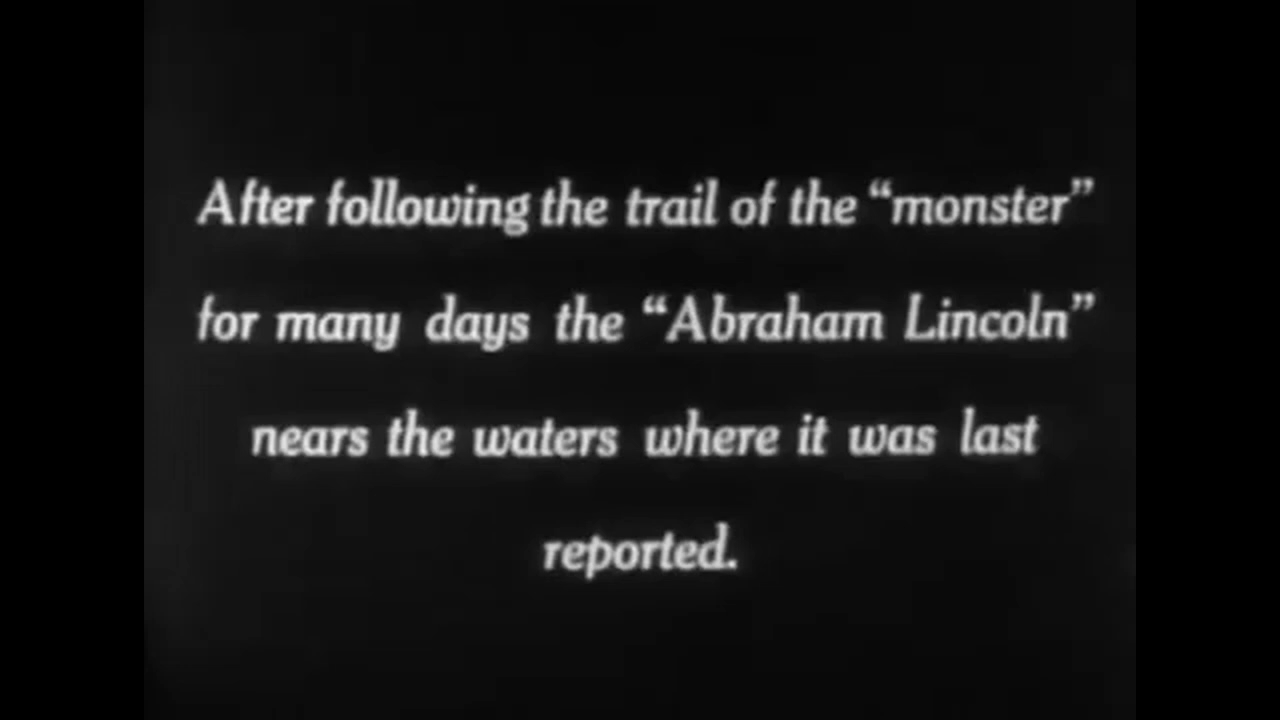 After following the trail of the “monster”
for many days the “Abraham Lincoln”
nears the waters where it was last
reported.